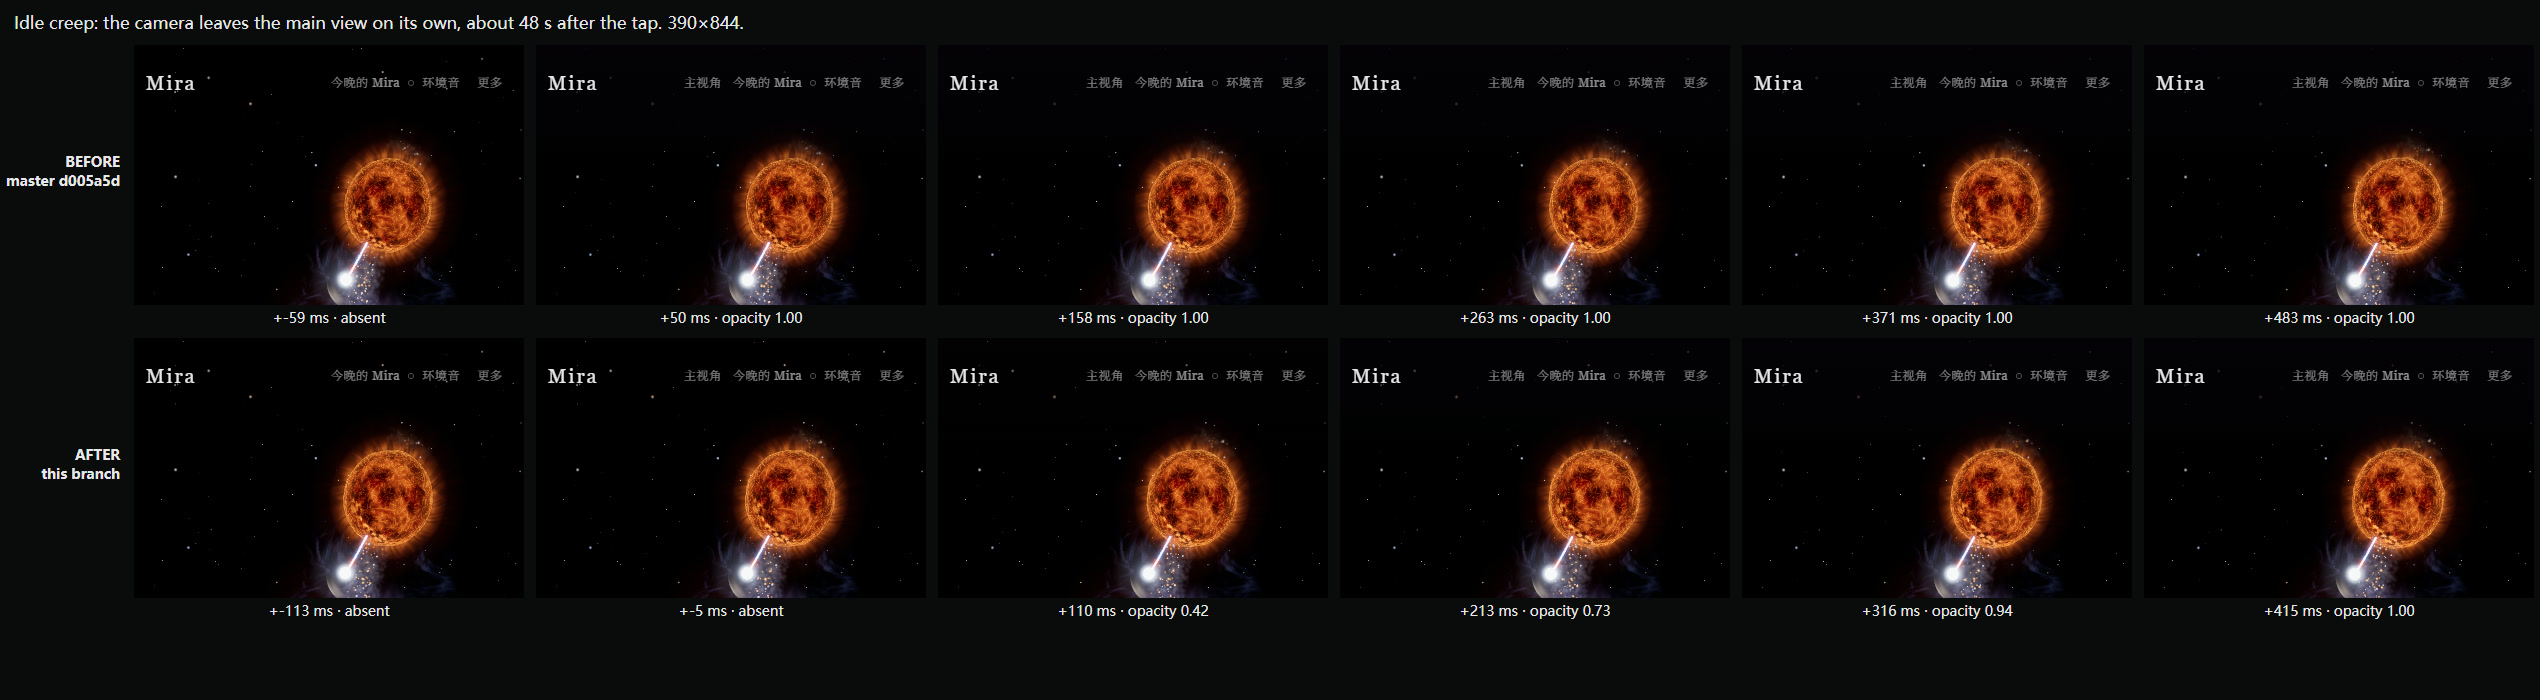 Idle creep: the camera leaves the main view on its own, about 48 s after the tap. 390×844.
BEFORE
master d005a5d
Mira 今晚的 Mira ○ 环境音 更多
Mira 主视角 今晚的 Mira ○ 环境音 更多
Mira 主视角 今晚的 Mira ○ 环境音 更多
Mira 主视角 今晚的 Mira ○ 环境音 更多
Mira 主视角 今晚的 Mira ○ 环境音 更多
Mira 主视角 今晚的 Mira ○ 环境音 更多
+-59 ms · absent
+50 ms · opacity 1.00
+158 ms · opacity 1.00
+263 ms · opacity 1.00
+371 ms · opacity 1.00
+483 ms · opacity 1.00
AFTER
this branch
Mira 今晚的 Mira ○ 环境音 更多
Mira 主视角 今晚的 Mira ○ 环境音 更多
Mira 主视角 今晚的 Mira ○ 环境音 更多
Mira 主视角 今晚的 Mira ○ 环境音 更多
Mira 主视角 今晚的 Mira ○ 环境音 更多
Mira 主视角 今晚的 Mira ○ 环境音 更多
+-113 ms · absent
+-5 ms · absent
+110 ms · opacity 0.42
+213 ms · opacity 0.73
+316 ms · opacity 0.94
+415 ms · opacity 1.00